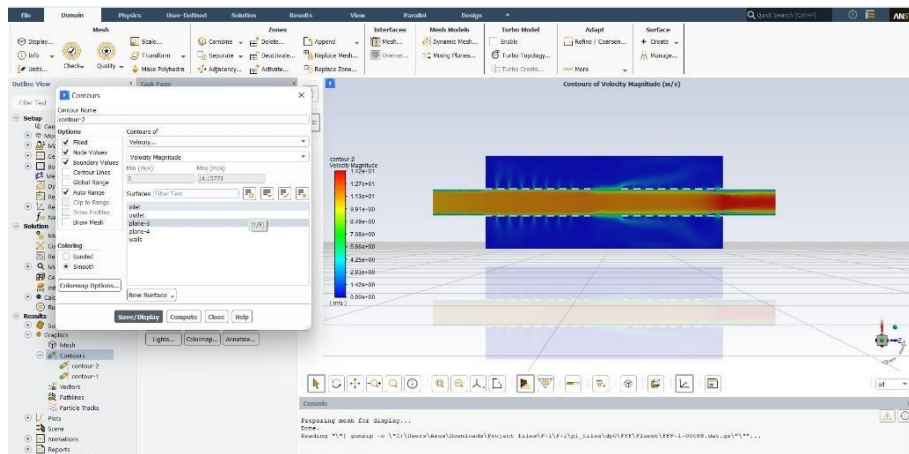 File Domain Physics User-Defined Solution Results View Parallel Design Quick Search (Ctrl+F) ANS
Mesh Zones Interfaces Mesh Models Turbo Model Adapt Surface
Display... Scale... Combine Delete... Append Mesh... Dynamic Mesh... Enable Refine / Coarsen... + Create
Info Transform Separate Deactivate... Replace Mesh... Overset... Mixing Planes... Turbo Topology... Manage...
Units... Check Quality Make Polyhedra Adjacency... Activate... Replace Zone... Turbo Create... More
Outline View Task Page
Filter Text
Contours
Contour Name
contour-2
Options Contours of
Filled Velocity...
Node Values Velocity Magnitude
Boundary Values Min (m/s) Max (m/s)
Contour Lines 0 14.15778
Global Range
Auto Range Surfaces Filter Text
Clip to Range inlet
Draw Profiles outlet
Draw Mesh plane-3 [1/5]
plane-4
walls
Coloring
Banded
Smooth
Colormap Options... New Surface
Save/Display Compute Close Help
Setup
Solution
Results
Graphics
Mesh
Contours
contour-2
contour-1
Vectors
Pathlines
Particle Tracks
Plots
Scene
Animations
Reports
Lights... Colormap... Annotate...
Contours of Velocity Magnitude (m/s)
contour-2
Velocity Magnitude
1.42e+01
1.27e+01
1.13e+01
9.91e+00
8.49e+00
7.08e+00
5.66e+00
4.25e+00
2.83e+00
1.42e+00
0.00e+00
(m/s)
all
Console
Preparing mesh for display...
Done.